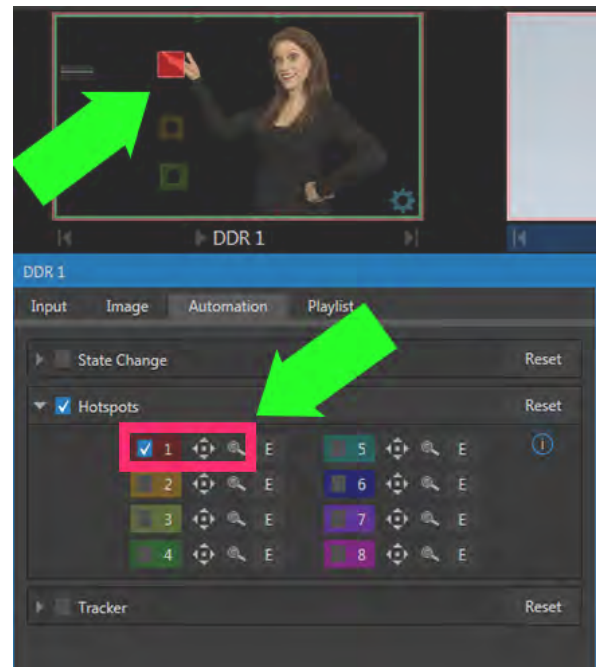 DDR 1
DDR 1
Input Image Automation Playlist
State Change Reset
Hotspots Reset
1 E 5 E
2 E 6 E
3 E 7 E
4 E 8 E
Tracker Reset